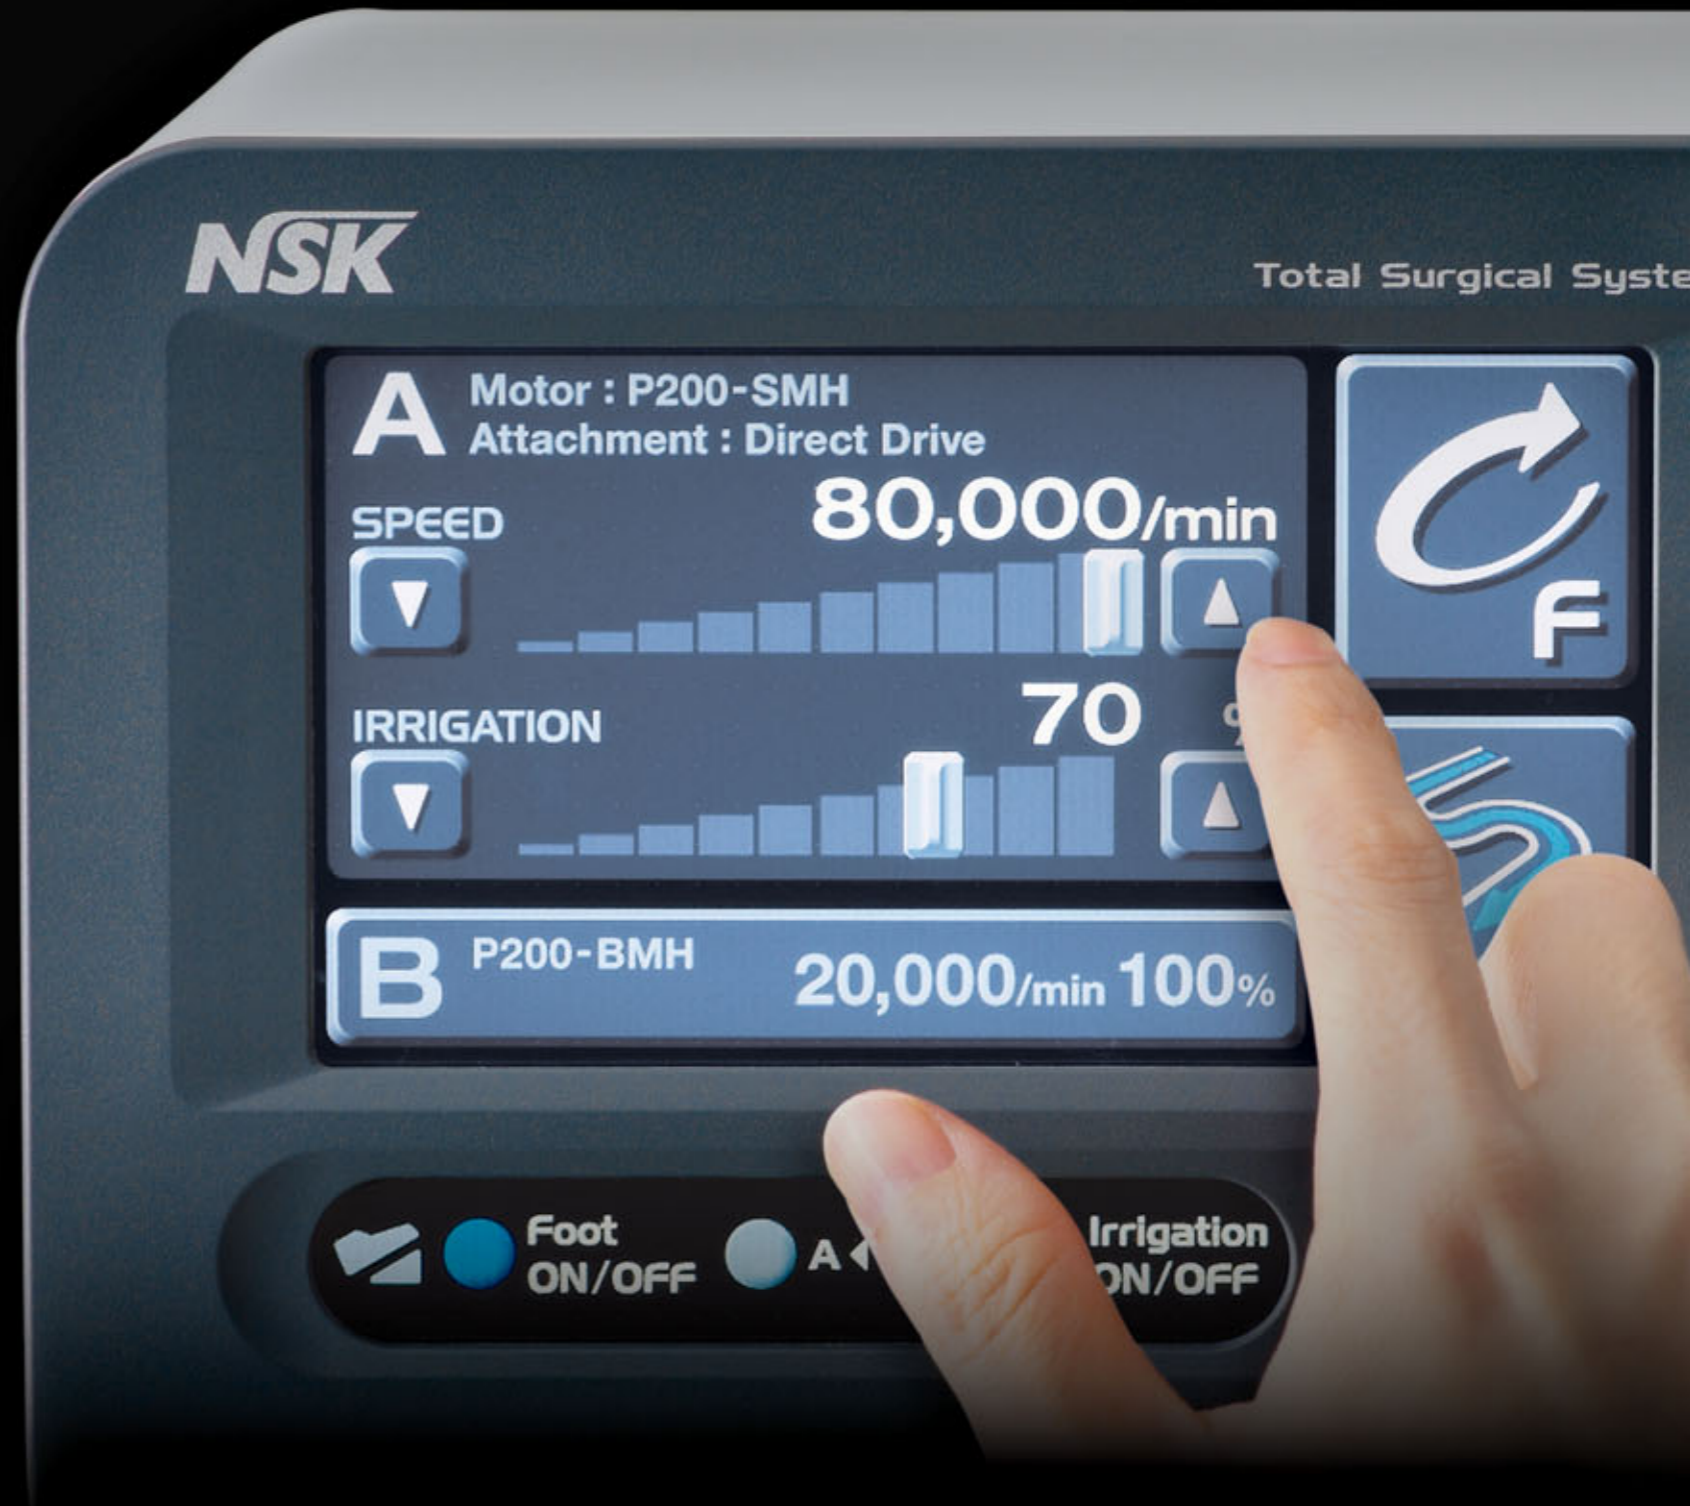 NSK
Total Surgical
A
Motor : P200-SMH
Attachment : Direct Drive
SPEED
80,000/min
F
IRRIGATION
70
B
P200-BMH
20,000/min 100%
Foot
ON/OFF
A
Irrigation
ON/OFF